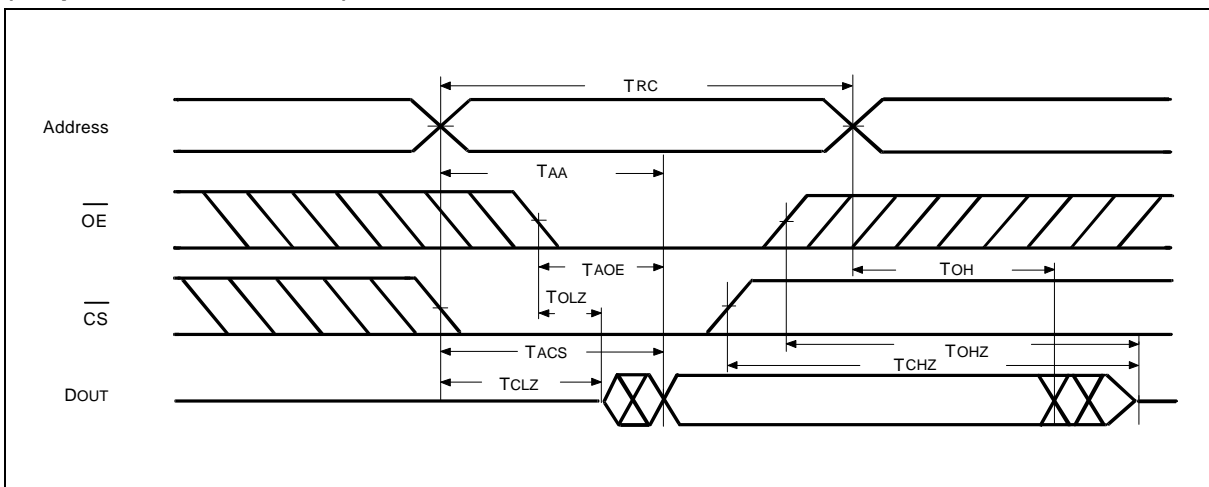 TRC
Address
TAA
OE
TAOE
TOH
TOLZ
CS
TACS
TOHZ
TCHZ
TCLZ
DOUT